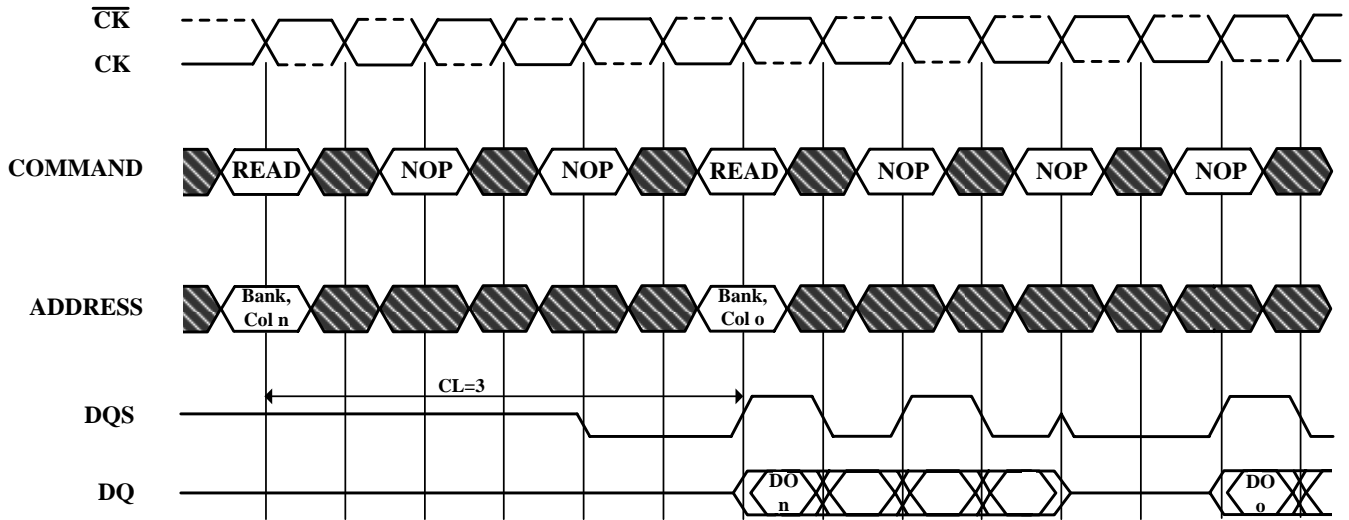 CK
CK
COMMAND READ NOP NOP READ NOP NOP NOP
ADDRESS Bank, Col n Bank, Col o
CL=3
DQS
DQ DO n DO o